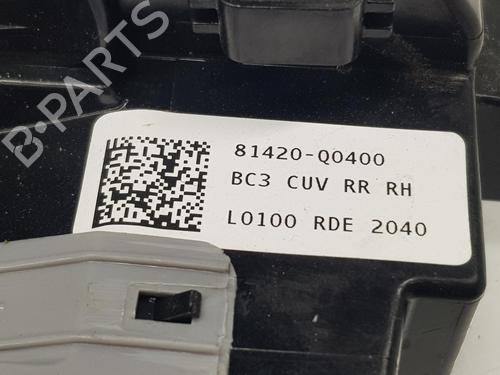 B-PARTS
81420-Q0400
BC3 CUV RR RH
L0100 RDE 2040